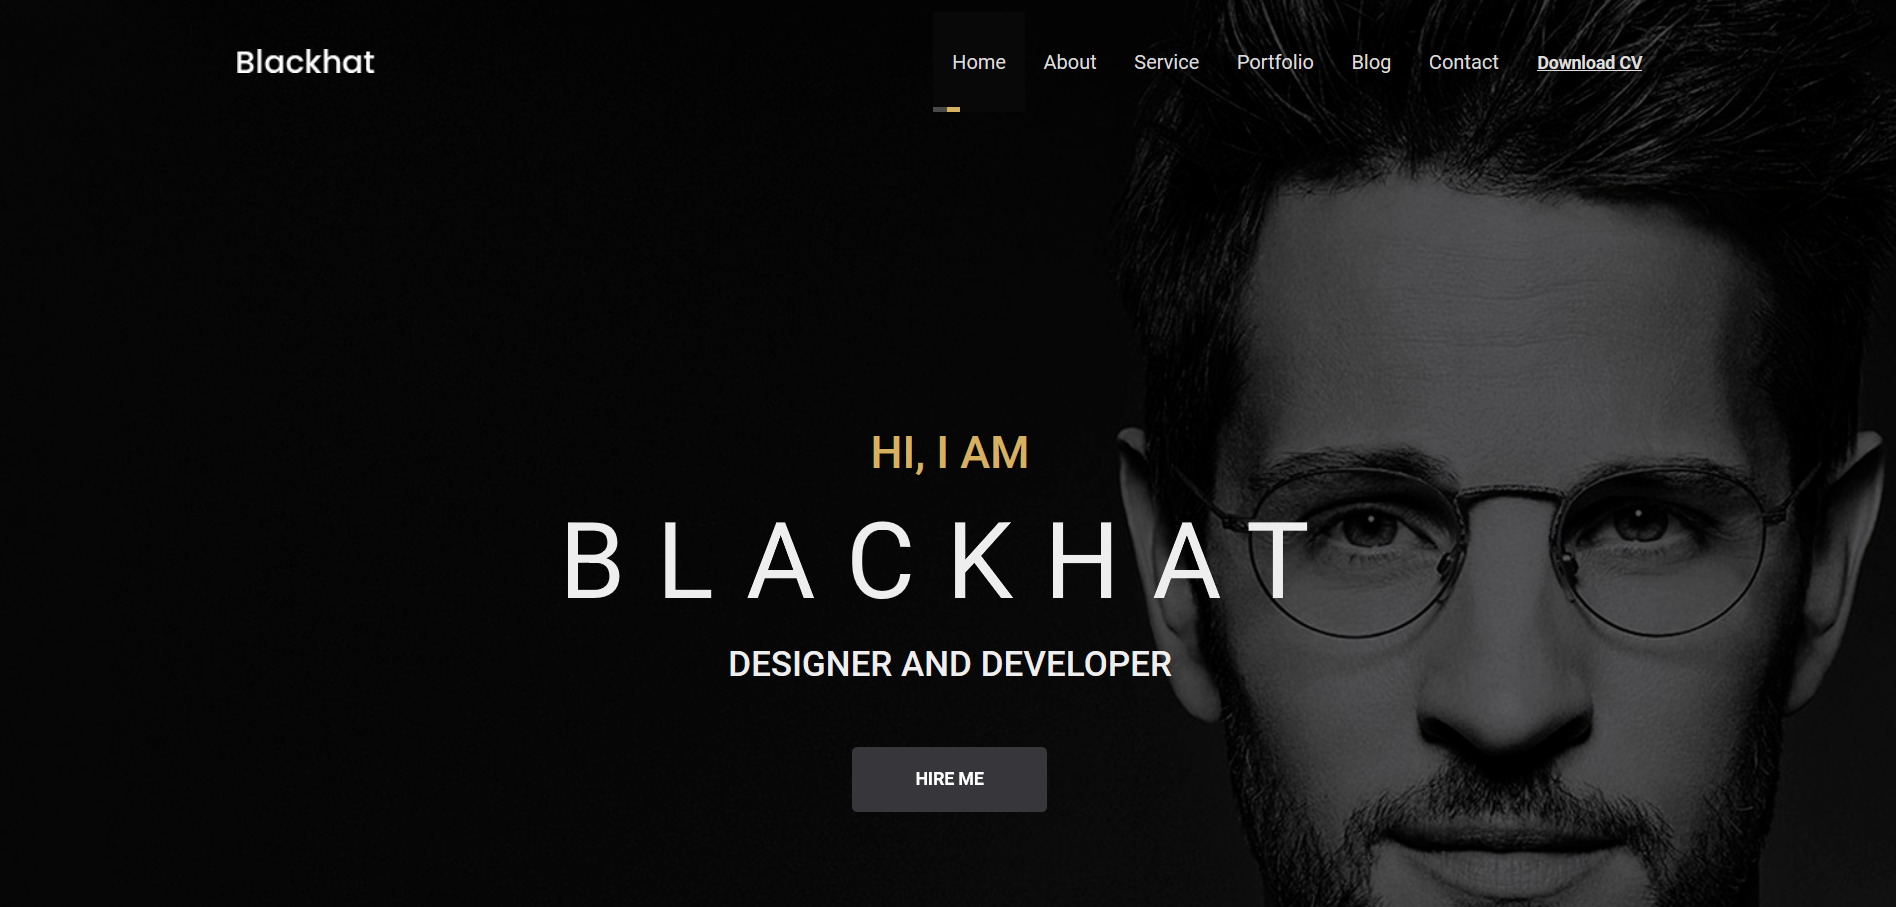 Blackhat
Home About Service Portfolio Blog Contact Download CV
HI, I AM
BLACKHAT
DESIGNER AND DEVELOPER
HIRE ME